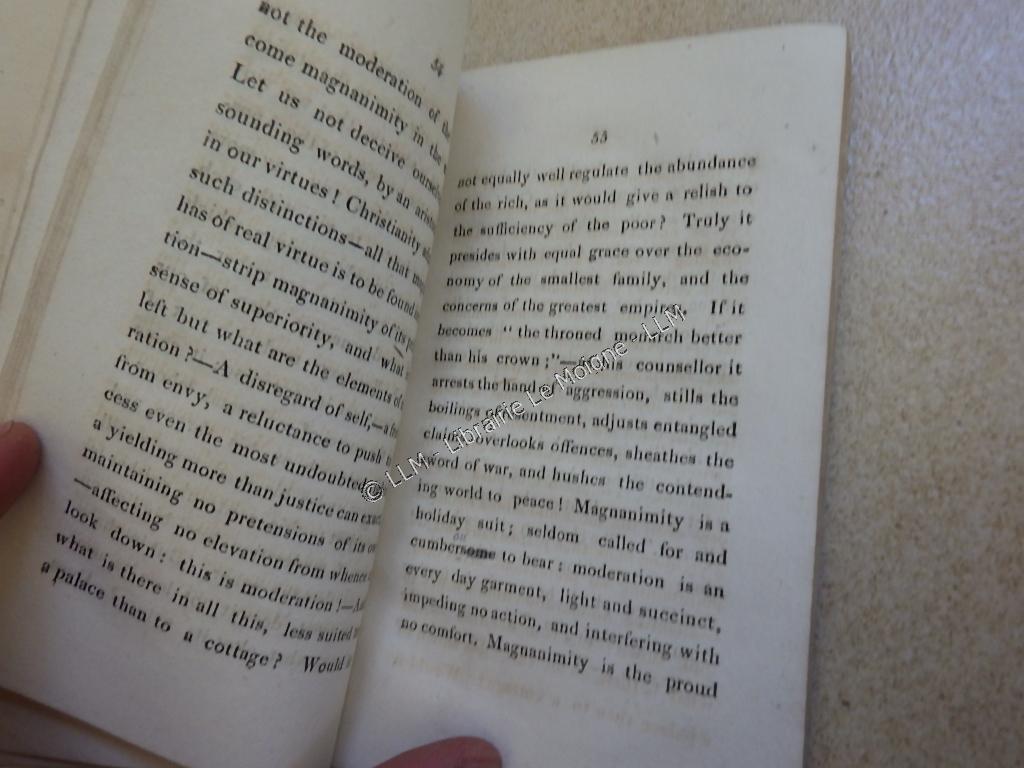 54
not the moderation of the
come magnanimity in the
Let us not deceive
sounding words, by an
in our virtues! Christianity
such distinctions—all that
has of real virtue is to be found
tion—strip magnanimity of its
sense of superiority, and what
left but what are the elements of
ration?—A disregard of self,—a
from envy, a reluctance to push
cess even the most undoubted
a yielding more than justice can
maintaining no pretensions of its
—affecting no elevation from whence
look down: this is moderation!—
what is there in all this, less suited
a palace than to a cottage? Would
55
not equally well regulate the abundance
of the rich, as it would give a relish to
the sufficiency of the poor? Truly it
presides with equal grace over the eco-
nomy of the smallest family, and the
concerns of the greatest empire. If it
becomes "the throned monarch better
than his crown;"— his counsellor it
arrests the hand aggression, stills the
boilings of resentment, adjusts entangled
claims, overlooks offences, sheathes the
sword of war, and hushes the contend-
ing world to peace! Magnanimity is a
holiday suit; seldom called for and
cumbersome to bear: moderation is an
every day garment, light and succinct,
impeding no action, and interfering with
no comfort. Magnanimity is the proud
© LLM - Librairie Le Moione - LLM